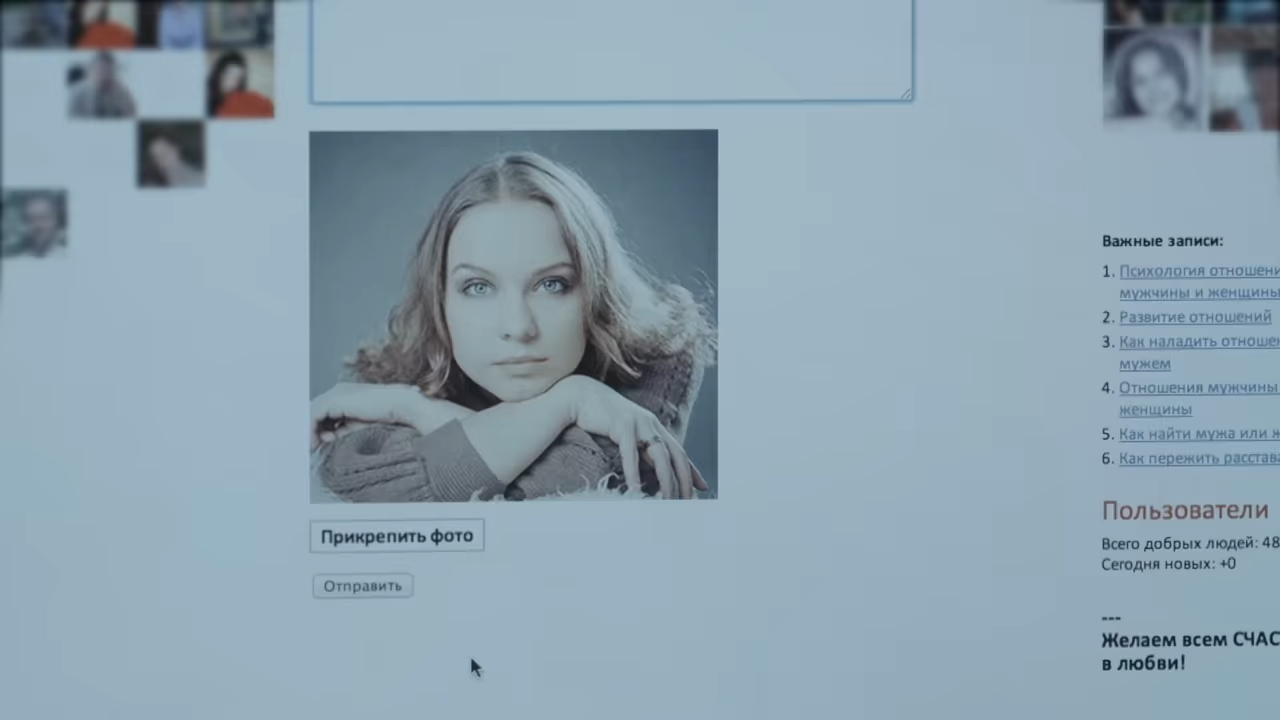 Прикрепить фото
Отправить
Важные записи:
1. Психология отношени
мужчины и женщины
2. Развитие отношений
3. Как наладить отношен
мужем
4. Отношения мужчины
женщины
5. Как найти мужа или ж
6. Как пережить расстава
Пользователи
Всего добрых людей: 48
Сегодня новых: +0
---
Желаем всем СЧАС
в любви!